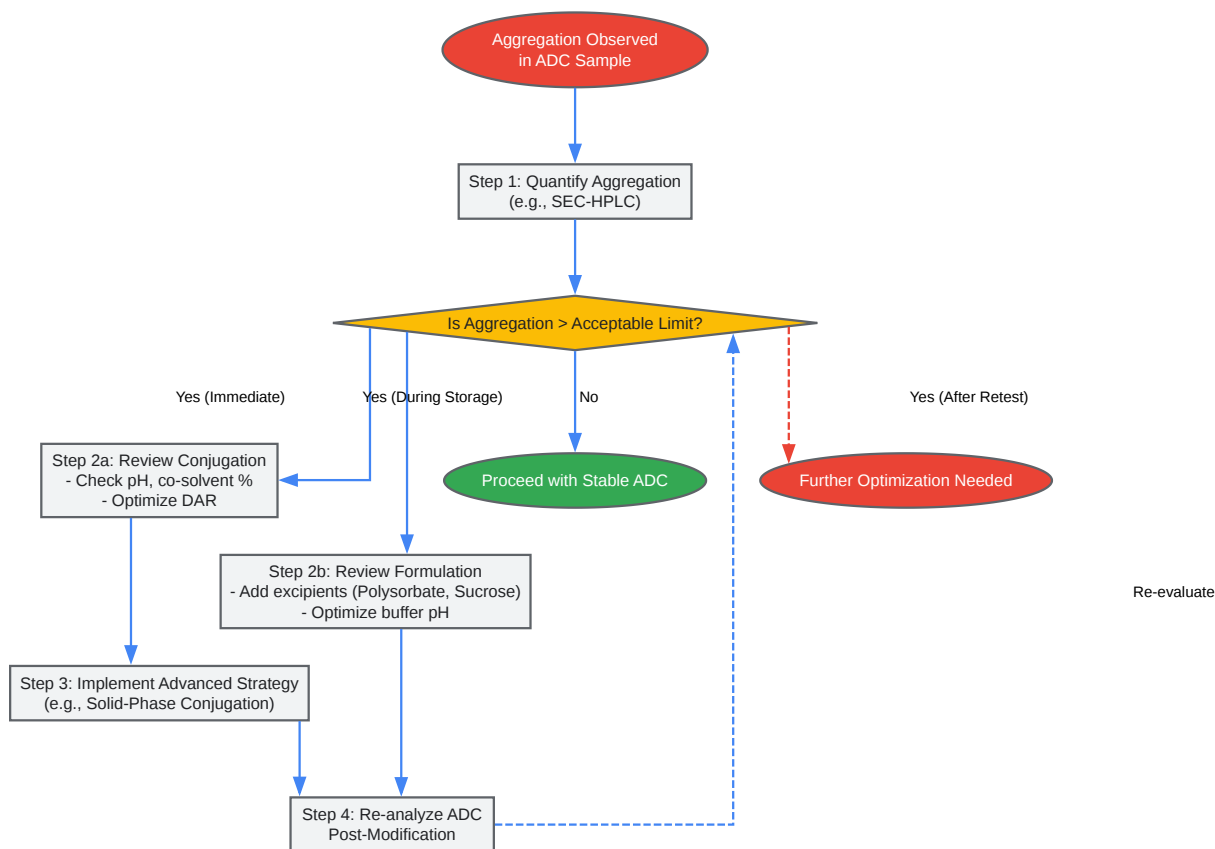 Aggregation Observed
in ADC Sample
Step 1: Quantify Aggregation
(e.g., SEC-HPLC)
Is Aggregation > Acceptable Limit?
Yes (Immediate)
Yes (During Storage)
No
Yes (After Retest)
Step 2a: Review Conjugation
- Check pH, co-solvent %
- Optimize DAR
Proceed with Stable ADC
Further Optimization Needed
Step 2b: Review Formulation
- Add excipients (Polysorbate, Sucrose)
- Optimize buffer pH
Re-evaluate
Step 3: Implement Advanced Strategy
(e.g., Solid-Phase Conjugation)
Step 4: Re-analyze ADC
Post-Modification